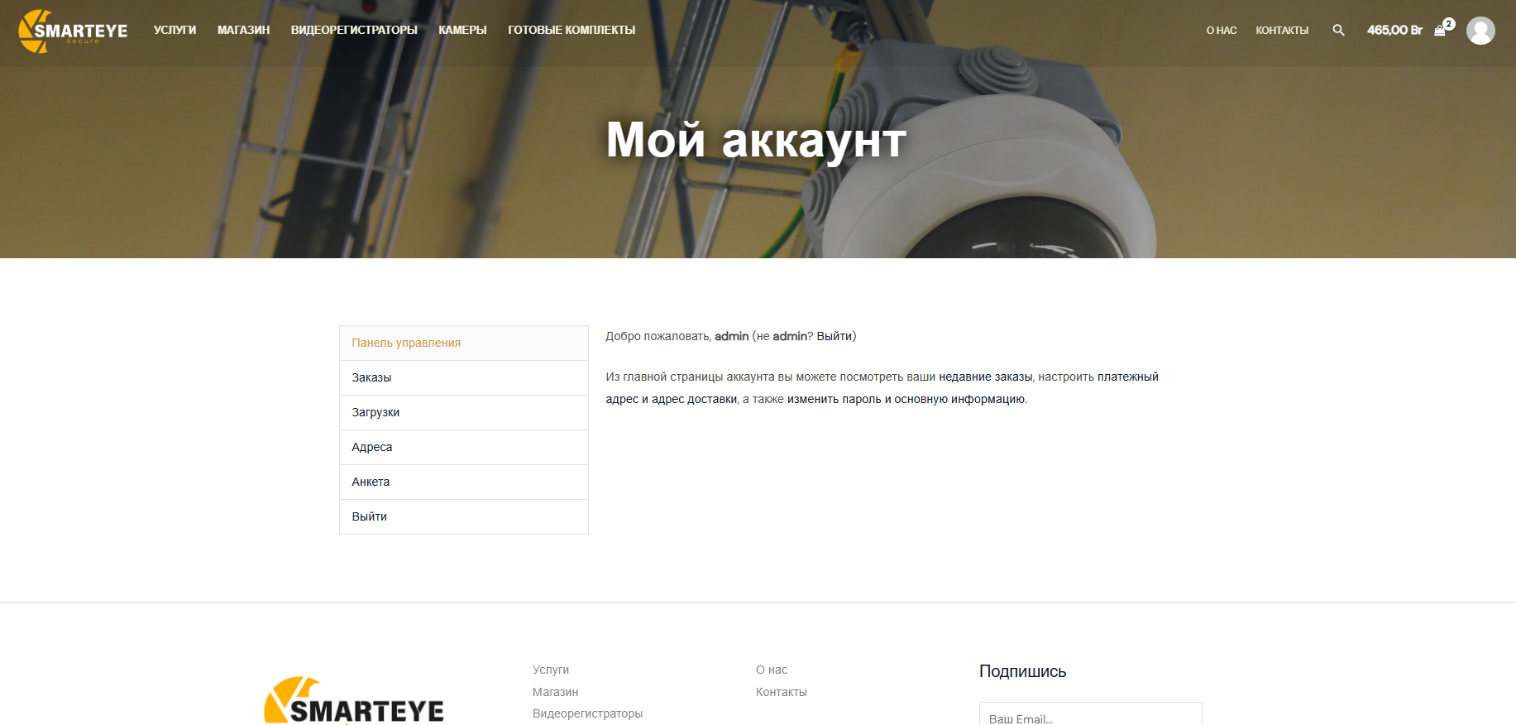 SMARTEYE
secure
УСЛУГИ МАГАЗИН ВИДЕОРЕГИСТРАТОРЫ КАМЕРЫ ГОТОВЫЕ КОМПЛЕКТЫ
О НАС КОНТАКТЫ 465,00 Br 2
Мой аккаунт
Панель управления
Заказы
Загрузки
Адреса
Анкета
Выйти
Добро пожаловать, admin (не admin? Выйти)
Из главной страницы аккаунта вы можете посмотреть ваши недавние заказы, настроить платежный
адрес и адрес доставки, а также изменить пароль и основную информацию.
SMARTEYE
Услуги
Магазин
Видеорегистраторы
О нас
Контакты
Подпишись
Ваш Email...